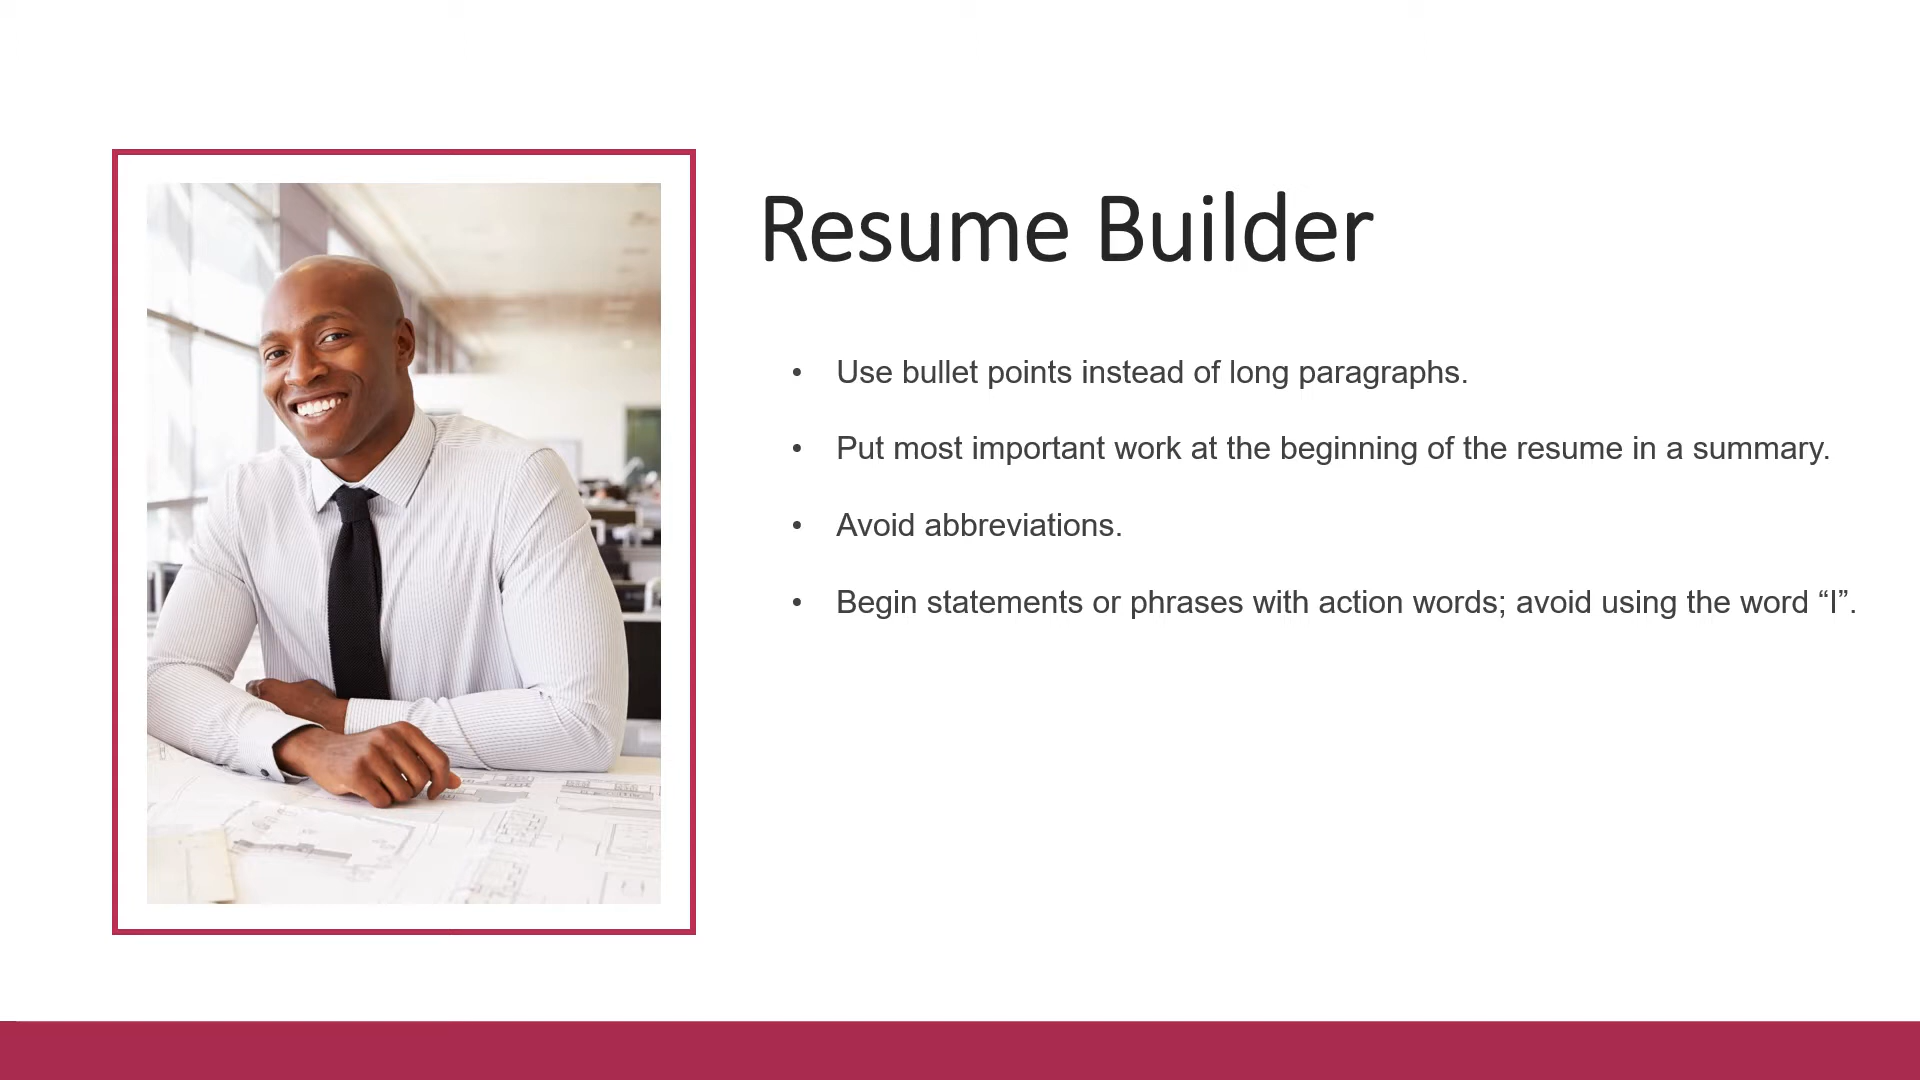 Resume Builder
• Use bullet points instead of long paragraphs.
• Put most important work at the beginning of the resume in a summary.
• Avoid abbreviations.
• Begin statements or phrases with action words; avoid using the word “I”.